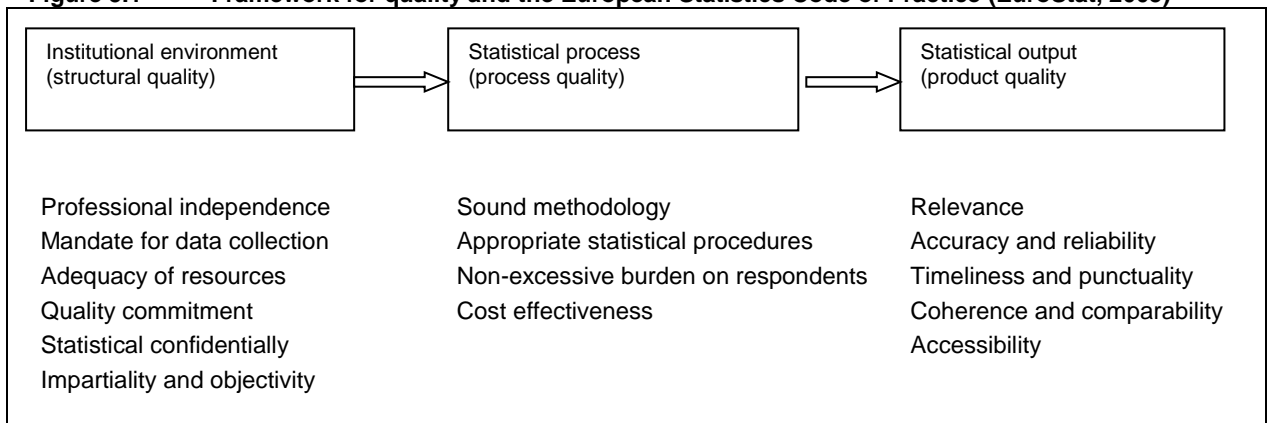 Framework for quality and the European Statistics Code of Practice (EuroStat,
Institutional environment
(structural quality)
Statistical process
(process quality)
Statistical output
(product quality
Professional independence
Mandate for data collection
Adequacy of resources
Quality commitment
Statistical confidentially
Impartiality and objectivity
Sound methodology
Appropriate statistical procedures
Non-excessive burden on respondents
Cost effectiveness
Relevance
Accuracy and reliability
Timeliness and punctuality
Coherence and comparability
Accessibility